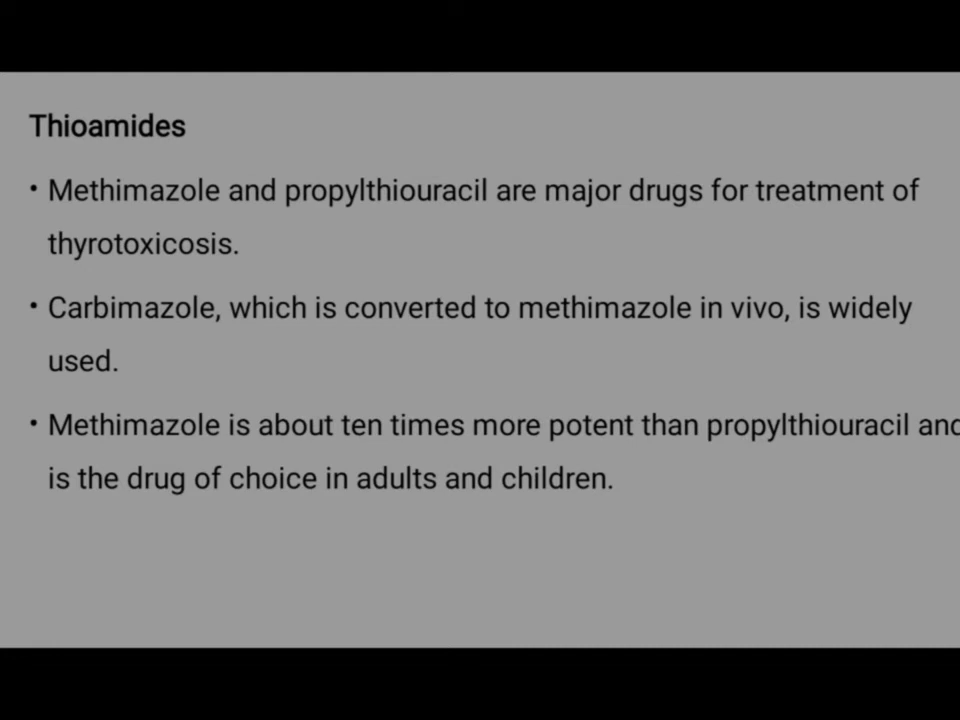 Thioamides
• Methimazole and propylthiouracil are major drugs for treatment of
thyrotoxicosis.
• Carbimazole, which is converted to methimazole in vivo, is widely
used.
• Methimazole is about ten times more potent than propylthiouracil and
is the drug of choice in adults and children.